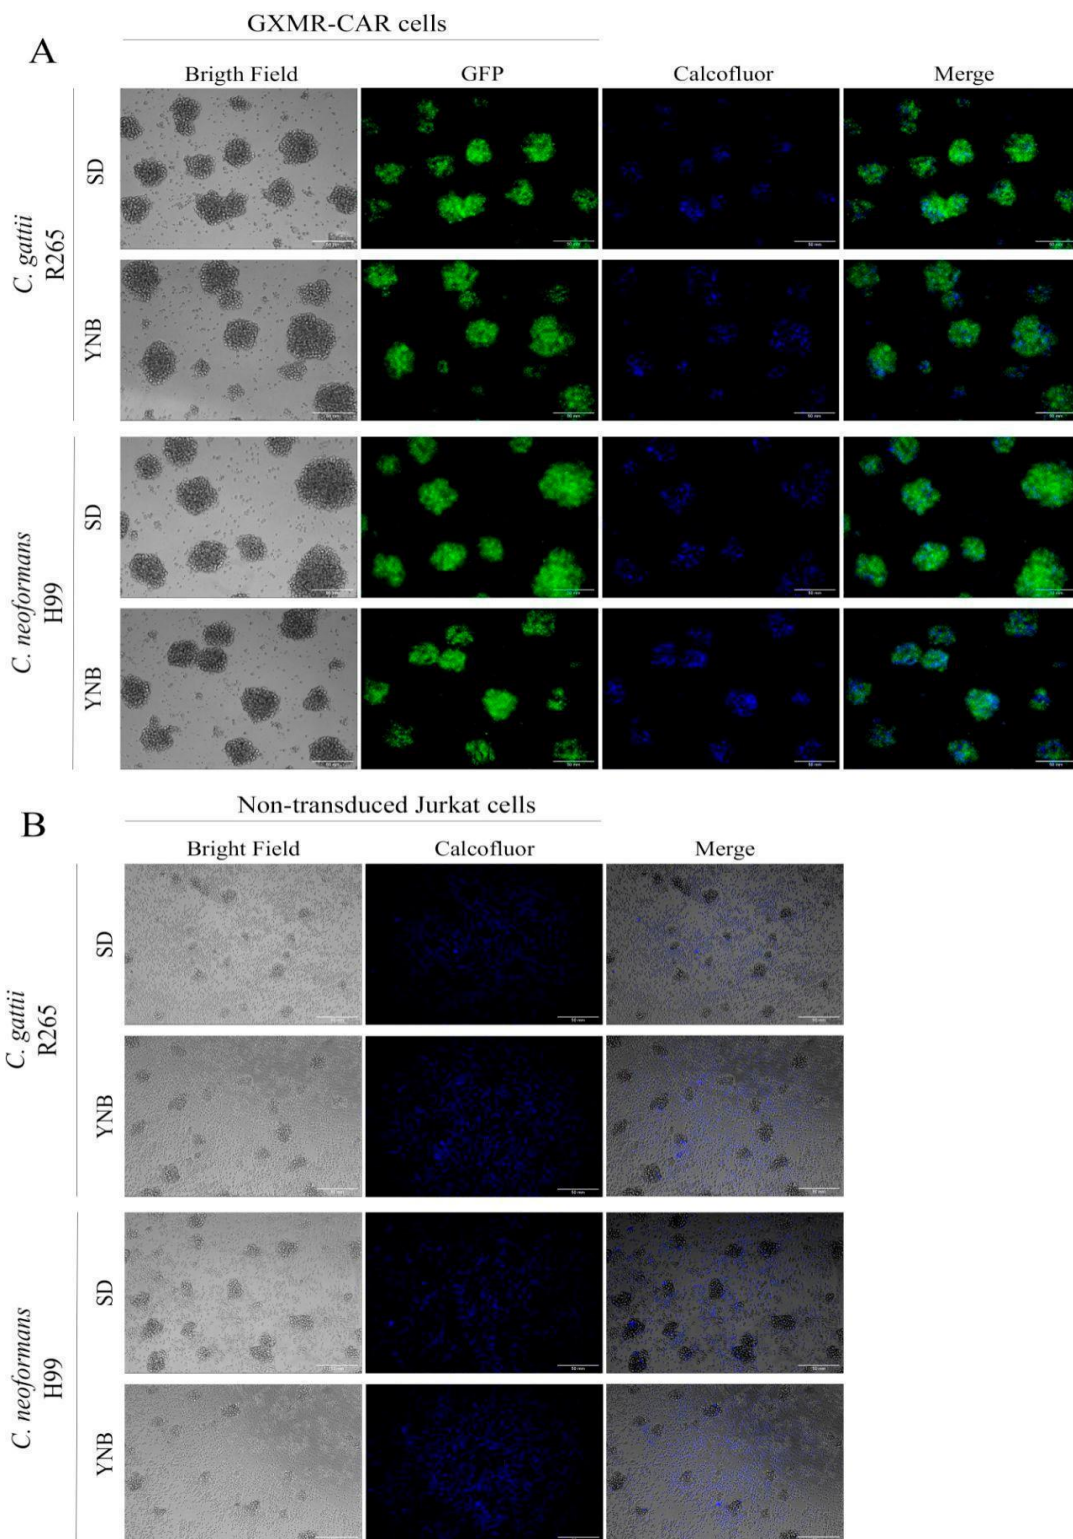 GXMR-CAR cells
A
Brigth Field GFP Calcofluor Merge
C. gattii
R265
SD
YNB
C. neoformans
H99
SD
YNB
Non-transduced Jurkat cells
B
Bright Field Calcofluor Merge
C. gattii
R265
SD
YNB
C. neoformans
H99
SD
YNB